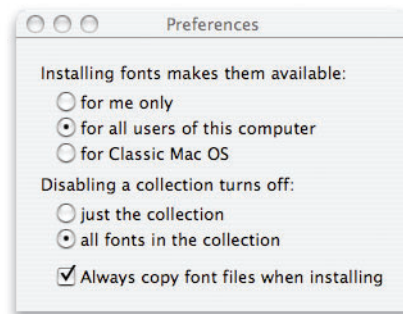 Preferences
Installing fonts makes them available:
for me only
for all users of this computer
for Classic Mac OS
Disabling a collection turns off:
just the collection
all fonts in the collection
Always copy font files when installing